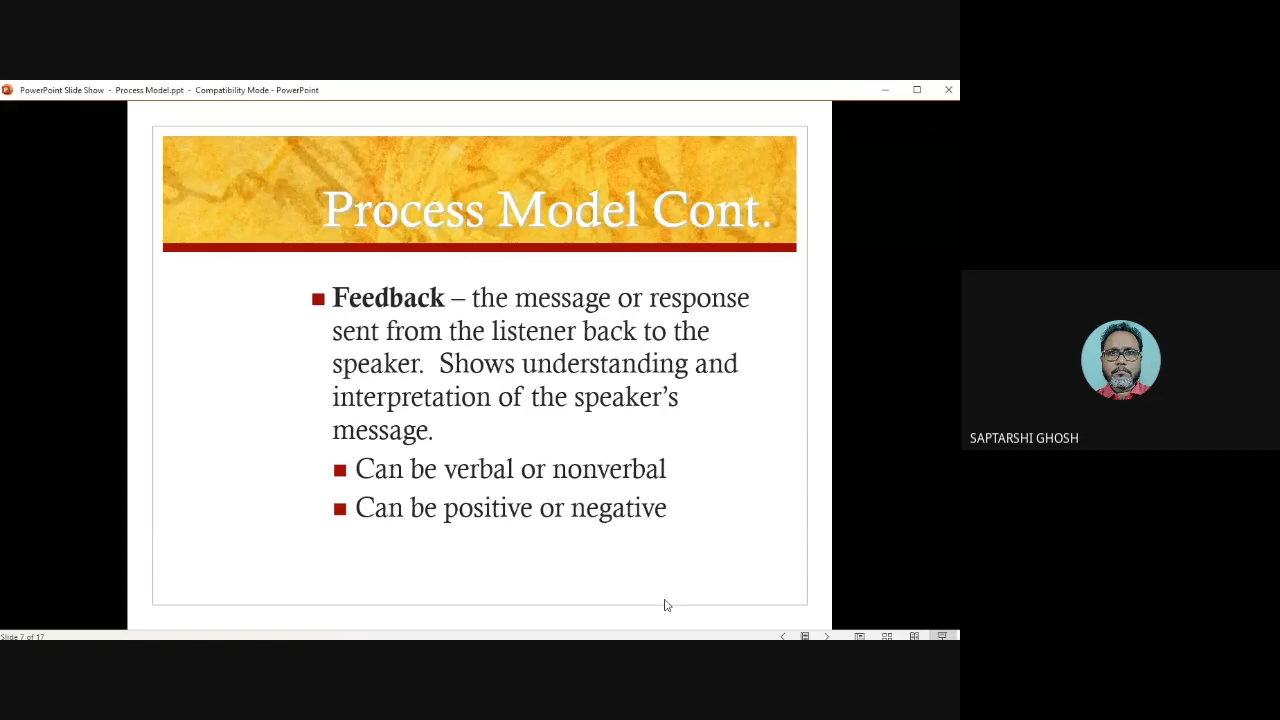 PowerPoint Slide Show - Process Model.ppt - Compatibility Mode - PowerPoint
Process Model Cont.
Feedback – the message or response
sent from the listener back to the
speaker. Shows understanding and
interpretation of the speaker's
message.
Can be verbal or nonverbal
Can be positive or negative
SAPTARSHI GHOSH
Slide 7 of 17